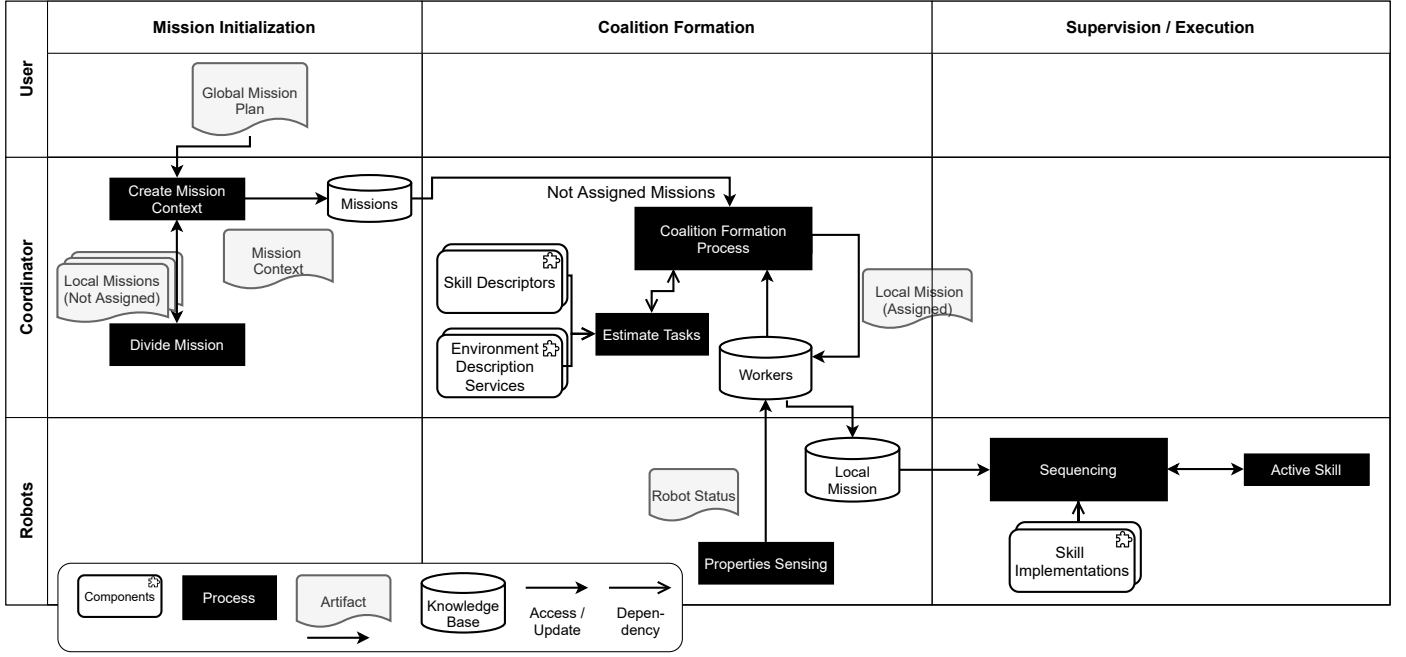 Mission Initialization
Coalition Formation
Supervision / Execution
User
Global Mission
Plan
Coordinator
Create Mission
Context
Missions
Not Assigned Missions
Coalition Formation
Process
Mission
Context
Local Missions
(Not Assigned)
Skill Descriptors
Local Mission
(Assigned)
Divide Mission
Estimate Tasks
Environment
Description
Services
Workers
Robots
Local
Mission
Sequencing
Active Skill
Robot Status
Properties Sensing
Skill
Implementations
Components
Process
Artifact
Knowledge
Base
Access /
Update
Depen-
dency